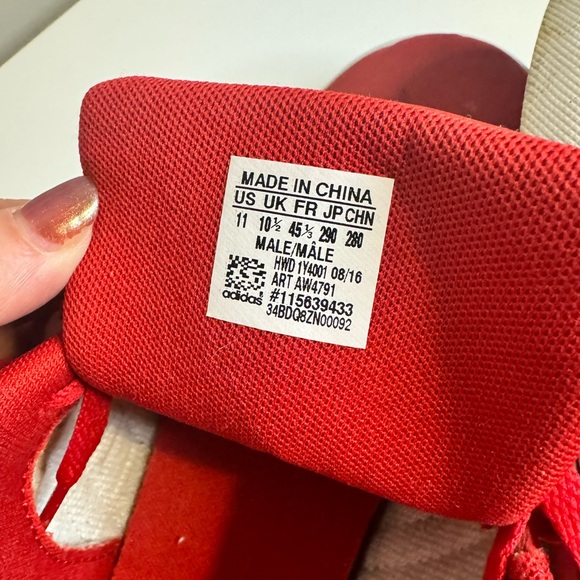 MADE IN CHINA
US UK FR JP CHN
11 10½ 45⅓ 290 280
MALE/MÂLE
HWD 1Y4001 08/16
ART AW4791
adidas #115639433
34BDQ8ZN00092